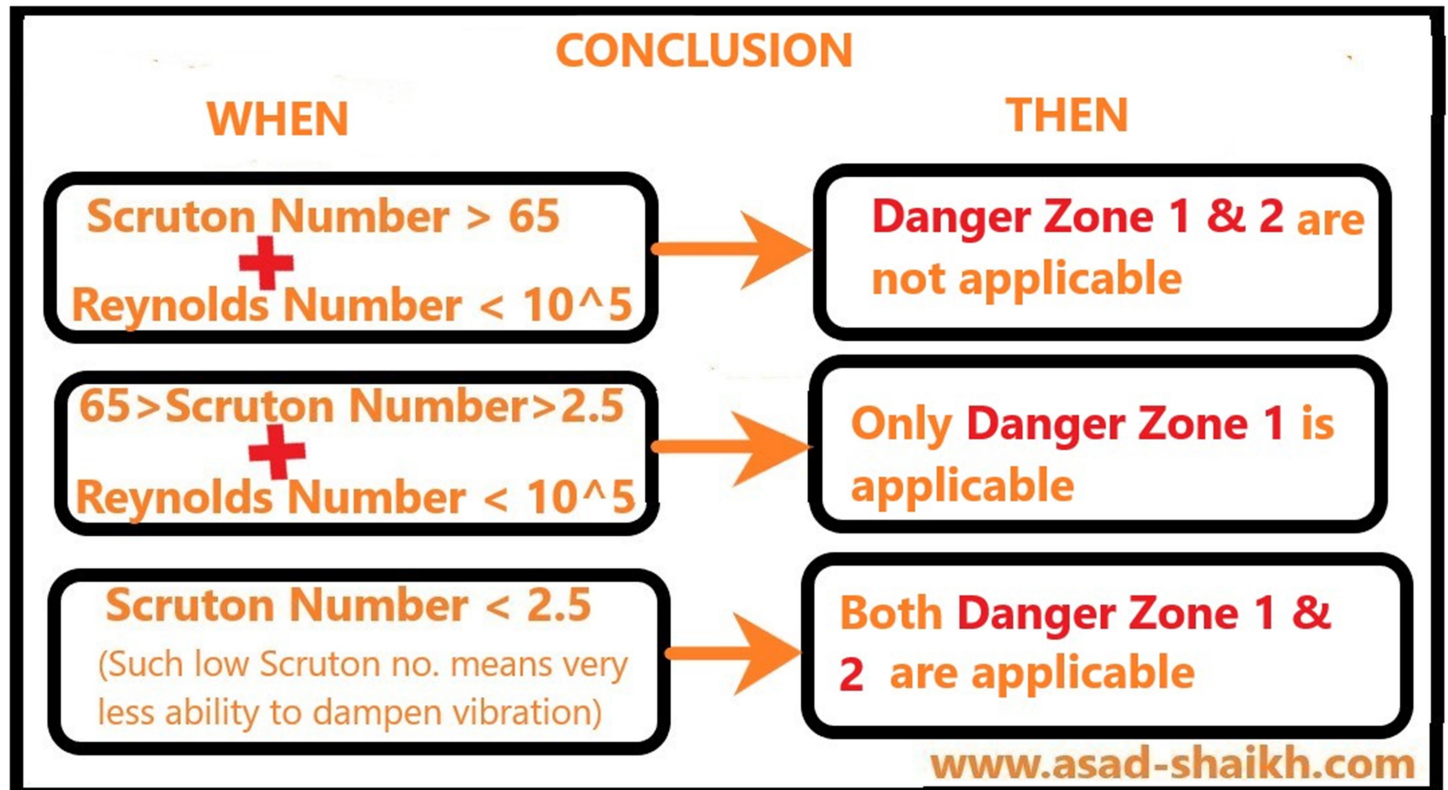 CONCLUSION
WHEN
THEN
Scruton Number > 65
+
Reynolds Number < 10^5
Danger Zone 1 & 2 are
not applicable
65>Scruton Number>2.5
+
Reynolds Number < 10^5
Only Danger Zone 1 is
applicable
Scruton Number < 2.5
(Such low Scruton no. means very
less ability to dampen vibration)
Both Danger Zone 1 &
2 are applicable
www.asad-shaikh.com